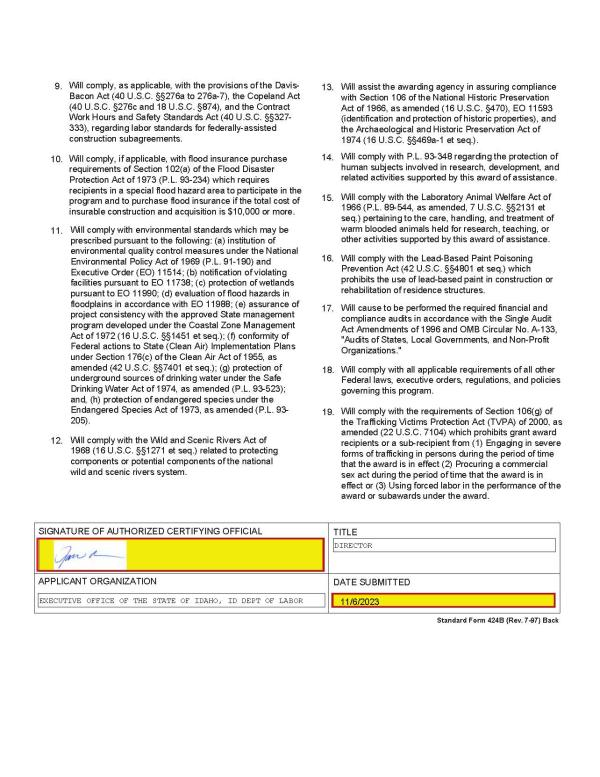 9. Will comply, as applicable, with the provisions of the Davis-
Bacon Act (40 U.S.C. §§276a to 276a-7), the Copeland Act
(40 U.S.C. §276c and 18 U.S.C. §874), and the Contract
Work Hours and Safety Standards Act (40 U.S.C. §§327-
333), regarding labor standards for federally-assisted
construction subagreements.
10. Will comply, if applicable, with flood insurance purchase
requirements of Section 102(a) of the Flood Disaster
Protection Act of 1973 (P.L. 93-234) which requires
recipients in a special flood hazard area to participate in the
program and to purchase flood insurance if the total cost of
insurable construction and acquisition is $10,000 or more.
11. Will comply with environmental standards which may be
prescribed pursuant to the following: (a) institution of
environmental quality control measures under the National
Environmental Policy Act of 1969 (P.L. 91-190) and
Executive Order (EO) 11514; (b) notification of violating
facilities pursuant to EO 11738; (c) protection of wetlands
pursuant to EO 11990; (d) evaluation of flood hazards in
floodplains in accordance with EO 11988; (e) assurance of
project consistency with the approved State management
program developed under the Coastal Zone Management
Act of 1972 (16 U.S.C. §§1451 et seq.); (f) conformity of
Federal actions to State (Clean Air) Implementation Plans
under Section 176(c) of the Clean Air Act of 1955, as
amended (42 U.S.C. §§7401 et seq.); (g) protection of
underground sources of drinking water under the Safe
Drinking Water Act of 1974, as amended (P.L. 93-523);
and, (h) protection of endangered species under the
Endangered Species Act of 1973, as amended (P.L. 93-
205).
12. Will comply with the Wild and Scenic Rivers Act of
1968 (16 U.S.C. §§1271 et seq.) related to protecting
components or potential components of the national
wild and scenic rivers system.
13. Will assist the awarding agency in assuring compliance
with Section 106 of the National Historic Preservation
Act of 1966, as amended (16 U.S.C. §470), EO 11593
(identification and protection of historic properties), and
the Archaeological and Historic Preservation Act of
1974 (16 U.S.C. §§469a-1 et seq.).
14. Will comply with P.L. 93-348 regarding the protection of
human subjects involved in research, development, and
related activities supported by this award of assistance.
15. Will comply with the Laboratory Animal Welfare Act of
1966 (P.L. 89-544, as amended, 7 U.S.C. §§2131 et
seq.) pertaining to the care, handling, and treatment of
warm blooded animals held for research, teaching, or
other activities supported by this award of assistance.
16. Will comply with the Lead-Based Paint Poisoning
Prevention Act (42 U.S.C. §§4801 et seq.) which
prohibits the use of lead-based paint in construction or
rehabilitation of residence structures.
17. Will cause to be performed the required financial and
compliance audits in accordance with the Single Audit
Act Amendments of 1996 and OMB Circular No. A-133,
"Audits of States, Local Governments, and Non-Profit
Organizations."
18. Will comply with all applicable requirements of all other
Federal laws, executive orders, regulations, and policies
governing this program.
19. Will comply with the requirements of Section 106(g) of
the Trafficking Victims Protection Act (TVPA) of 2000, as
amended (22 U.S.C. 7104) which prohibits grant award
recipients or a sub-recipient from (1) Engaging in severe
forms of trafficking in persons during the period of time
that the award is in effect (2) Procuring a commercial
sex act during the period of time that the award is in
effect or (3) Using forced labor in the performance of the
award or subawards under the award.
SIGNATURE OF AUTHORIZED CERTIFYING OFFICIAL
TITLE
DIRECTOR
APPLICANT ORGANIZATION
EXECUTIVE OFFICE OF THE STATE OF IDAHO, ID DEPT OF LABOR
DATE SUBMITTED
11/6/2023
Standard Form 424B (Rev. 7-97) Back